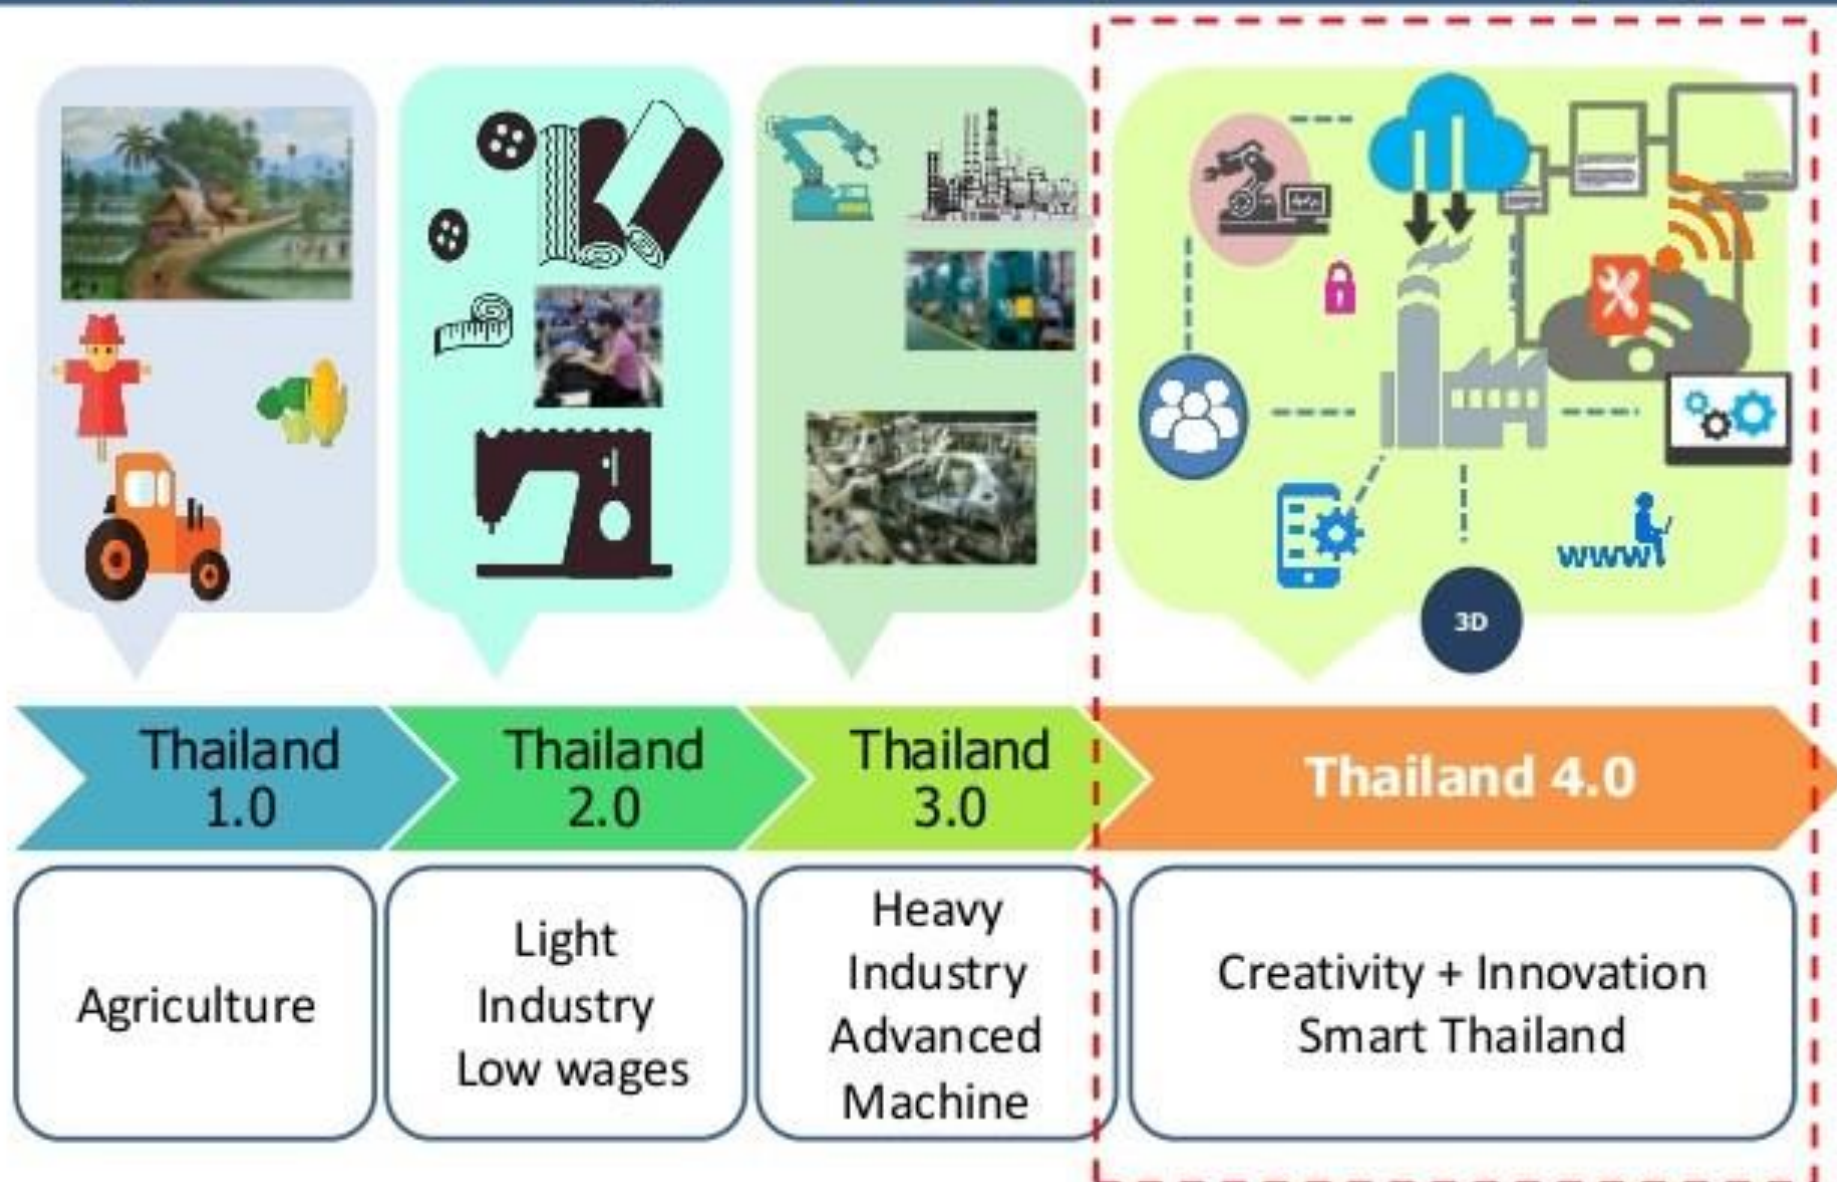 3D
www
Thailand
1.0
Thailand
2.0
Thailand
3.0
Thailand 4.0
Agriculture
Light
Industry
Low wages
Heavy
Industry
Advanced
Machine
Creativity + Innovation
Smart Thailand